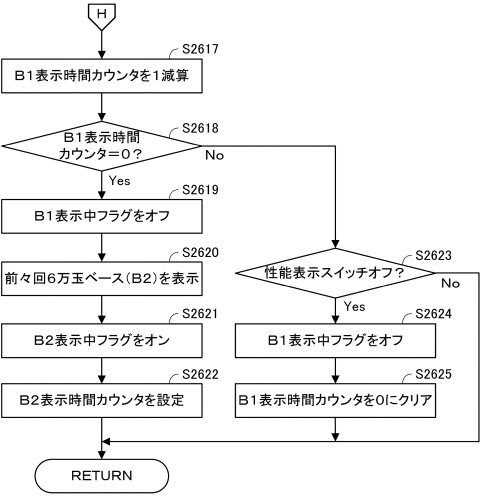 H
S2617
B1表示時間カウンタを1減算
S2618
B1表示時間
カウンタ=0?
No
Yes
S2619
B1表示中フラグをオフ
S2620
前々回6万玉ベース(B2)を表示
S2621
B2表示中フラグをオン
S2622
B2表示時間カウンタを設定
S2623
性能表示スイッチオフ?
No
Yes
S2624
B1表示中フラグをオフ
S2625
B1表示時間カウンタを0にクリア
RETURN